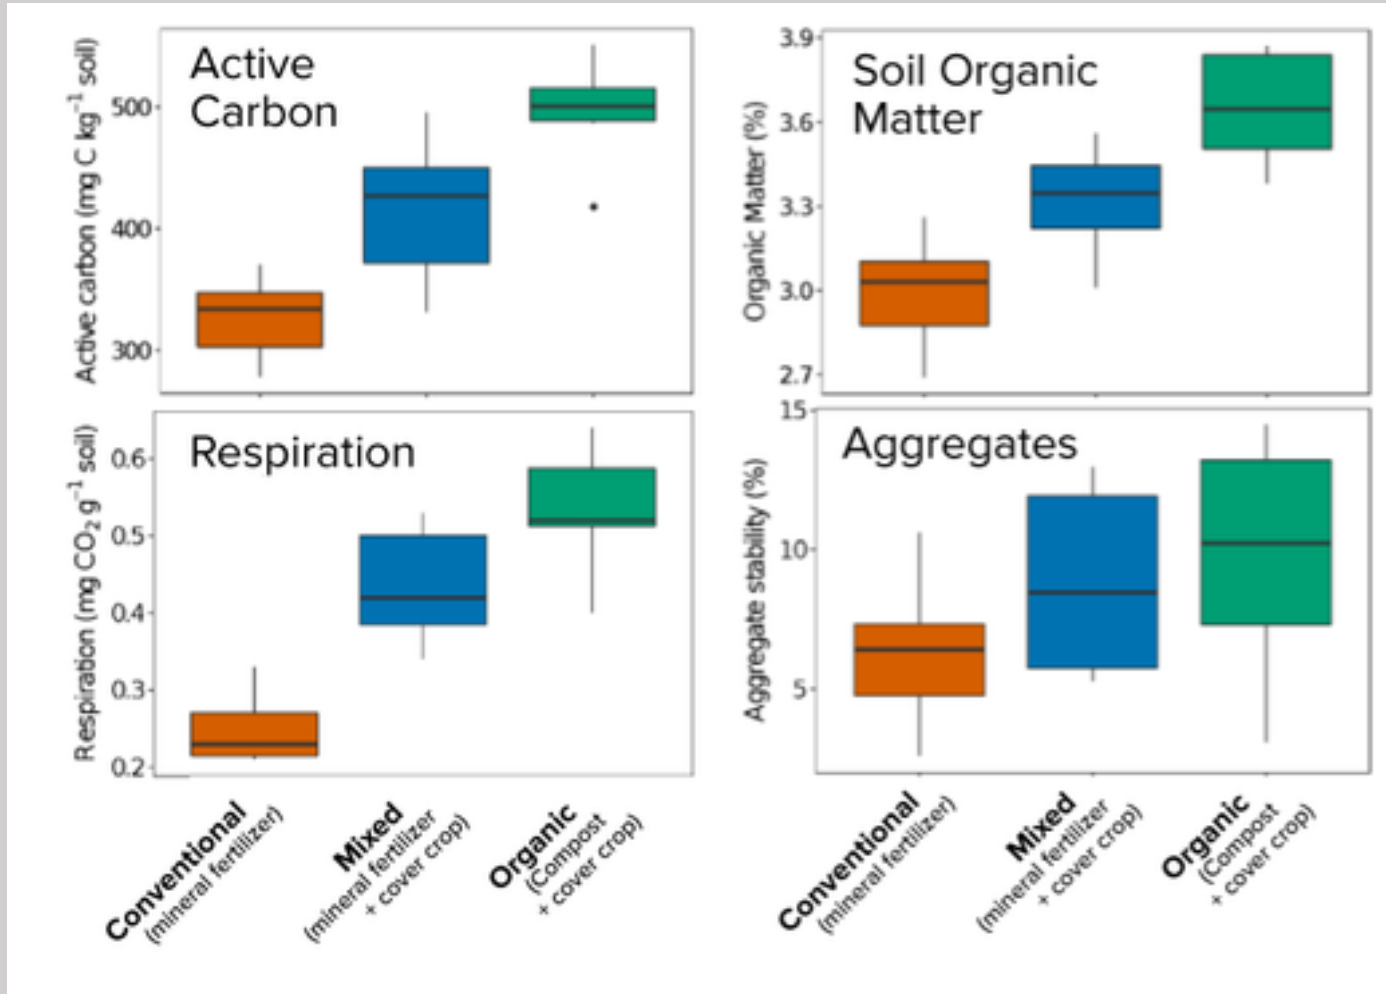 Active
Carbon
Active carbon (mg C kg⁻¹ soil)
500
400
300
Soil Organic
Matter
Organic Matter (%)
3.9
3.6
3.3
3.0
2.7
Respiration
Respiration (mg CO₂ g⁻¹ soil)
0.6
0.5
0.4
0.3
0.2
Aggregates
Aggregate stability (%)
15
10
5
Conventional
(mineral fertilizer)
Mixed
(mineral fertilizer
+ cover crop)
Organic
(Compost
+ cover crop)
Conventional
(mineral fertilizer)
Mixed
(mineral fertilizer
+ cover crop)
Organic
(Compost
+ cover crop)